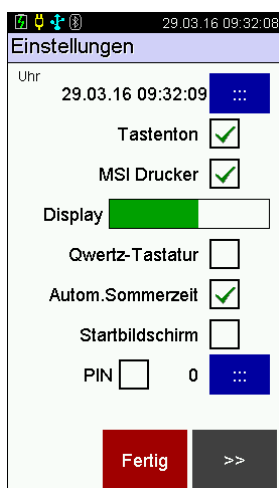 29.03.16 09:32:08
Einstellungen
Uhr
29.03.16 09:32:09 :::
Tastenton
MSI Drucker
Display
Qwertz-Tastatur
Autom.Sommerzeit
Startbildschirm
PIN 0 :::
Fertig >>